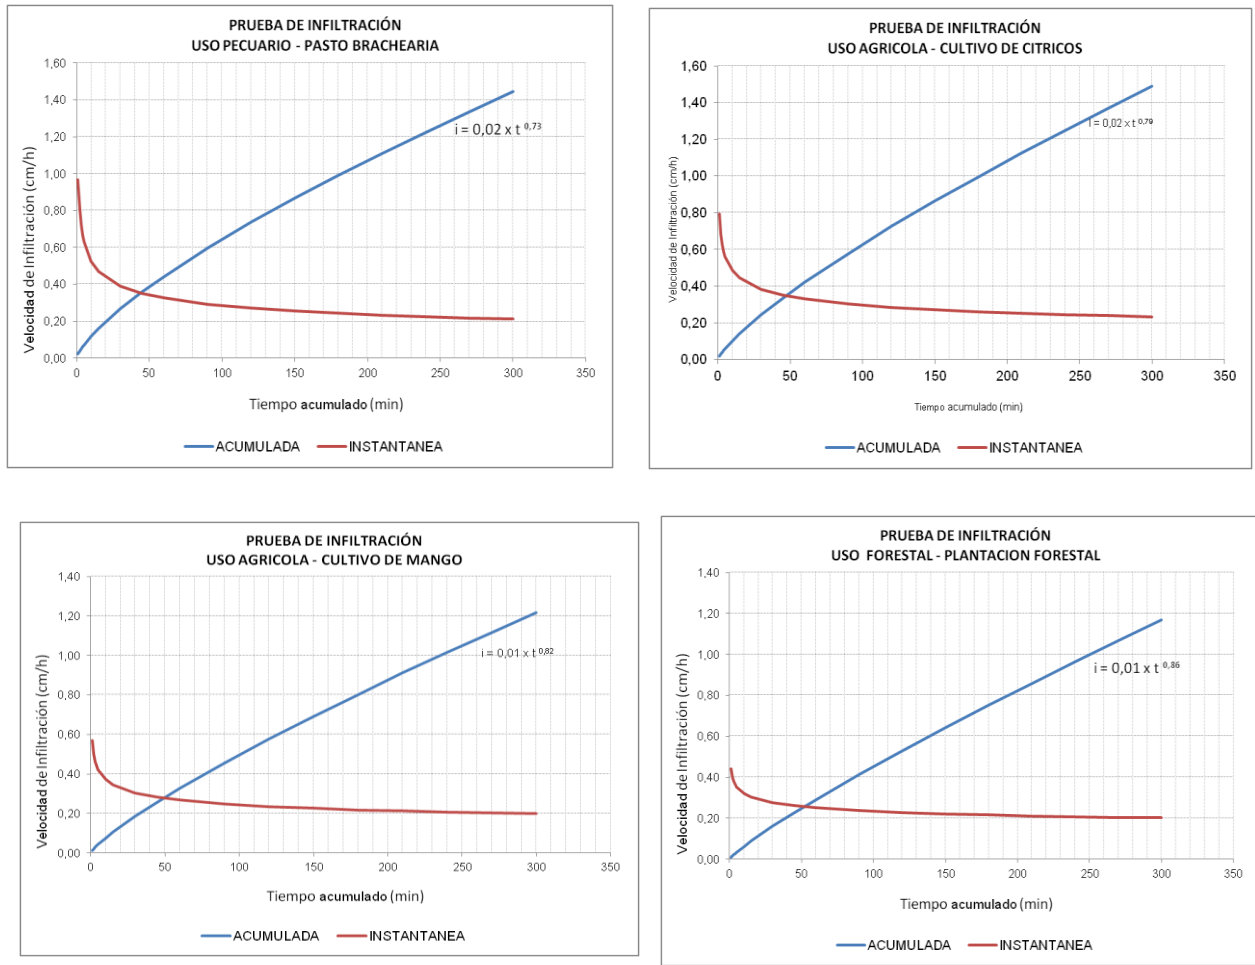 PRUEBA DE INFILTRACIÓN
USO PECUARIO - PASTO BRACHEARIA
1,60
1,40
1,20
1,00
0,80
0,60
0,40
0,20
0,00
i = 0,02 x t 0,73
Velocidad de Infiltración (cm/h)
0 50 100 150 200 250 300 350
Tiempo acumulado (min)
ACUMULADA INSTANTANEA
PRUEBA DE INFILTRACIÓN
USO AGRICOLA - CULTIVO DE CITRICOS
1,60
1,40
1,20
1,00
0,80
0,60
0,40
0,20
0,00
i = 0,02 x t 0,79
Velocidad de Infiltración (cm/h)
0 50 100 150 200 250 300 350
Tiempo acumulado (min)
ACUMULADA INSTANTANEA
PRUEBA DE INFILTRACIÓN
USO AGRICOLA - CULTIVO DE MANGO
1,40
1,20
1,00
0,80
0,60
0,40
0,20
0,00
i = 0,01 x t 0,82
Velocidad de Infiltración (cm/h)
0 50 100 150 200 250 300 350
Tiempo acumulado (min)
ACUMULADA INSTANTANEA
PRUEBA DE INFILTRACIÓN
USO FORESTAL - PLANTACION FORESTAL
1,40
1,20
1,00
0,80
0,60
0,40
0,20
0,00
i = 0,01 x t 0,86
Velocidad de Infiltración (cm/h)
0 50 100 150 200 250 300 350
Tiempo acumulado (min)
ACUMULADA INSTANTANEA